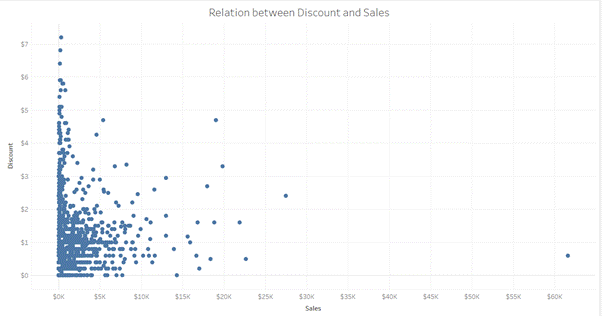 Relation between Discount and Sales
$7
$6
$5
$4
$3
$2
$1
$0
Discount
$0K $5K $10K $15K $20K $25K $30K $35K $40K $45K $50K $55K $60K
Sales